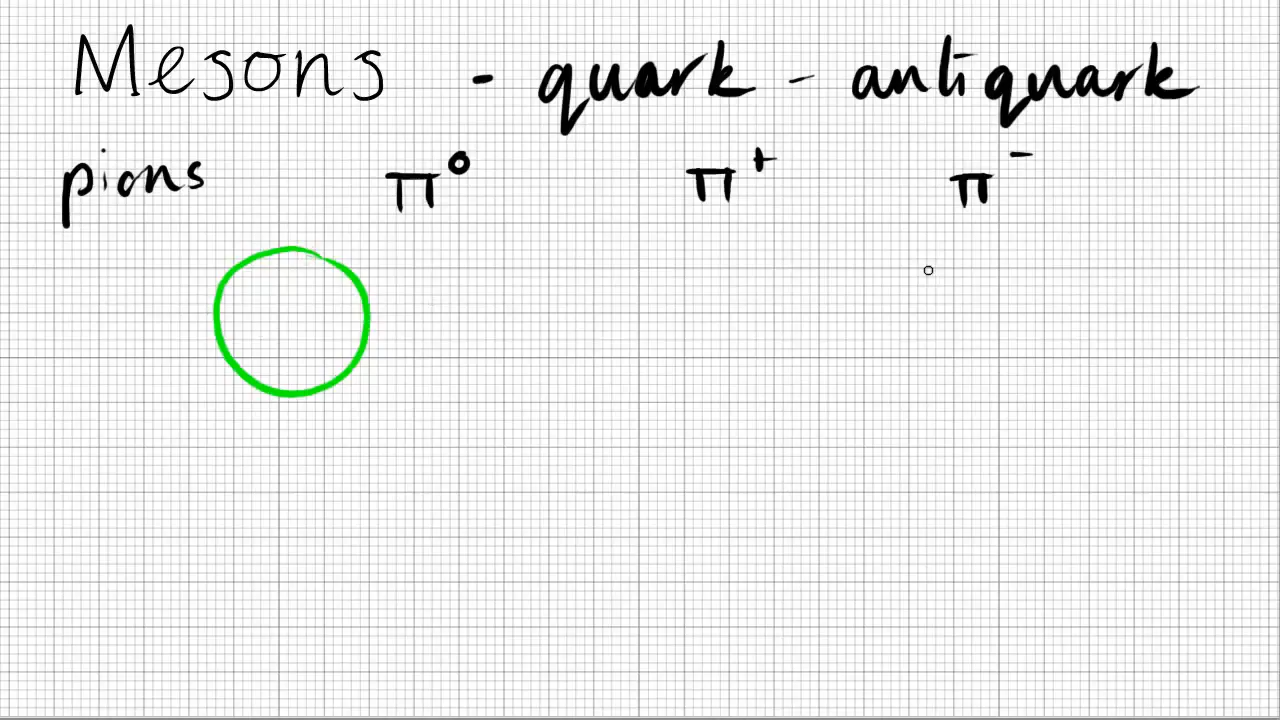 Mesons - quark - antiquark
pions π⁰ π⁺ π⁻